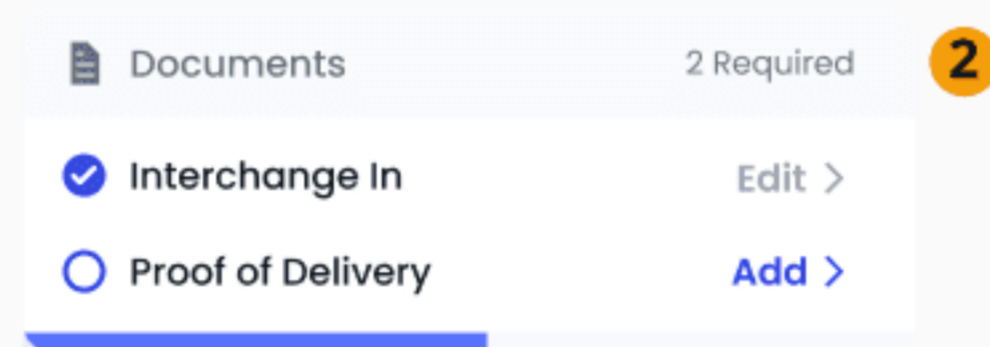 Documents 2 Required 2
Interchange In Edit
Proof of Delivery Add